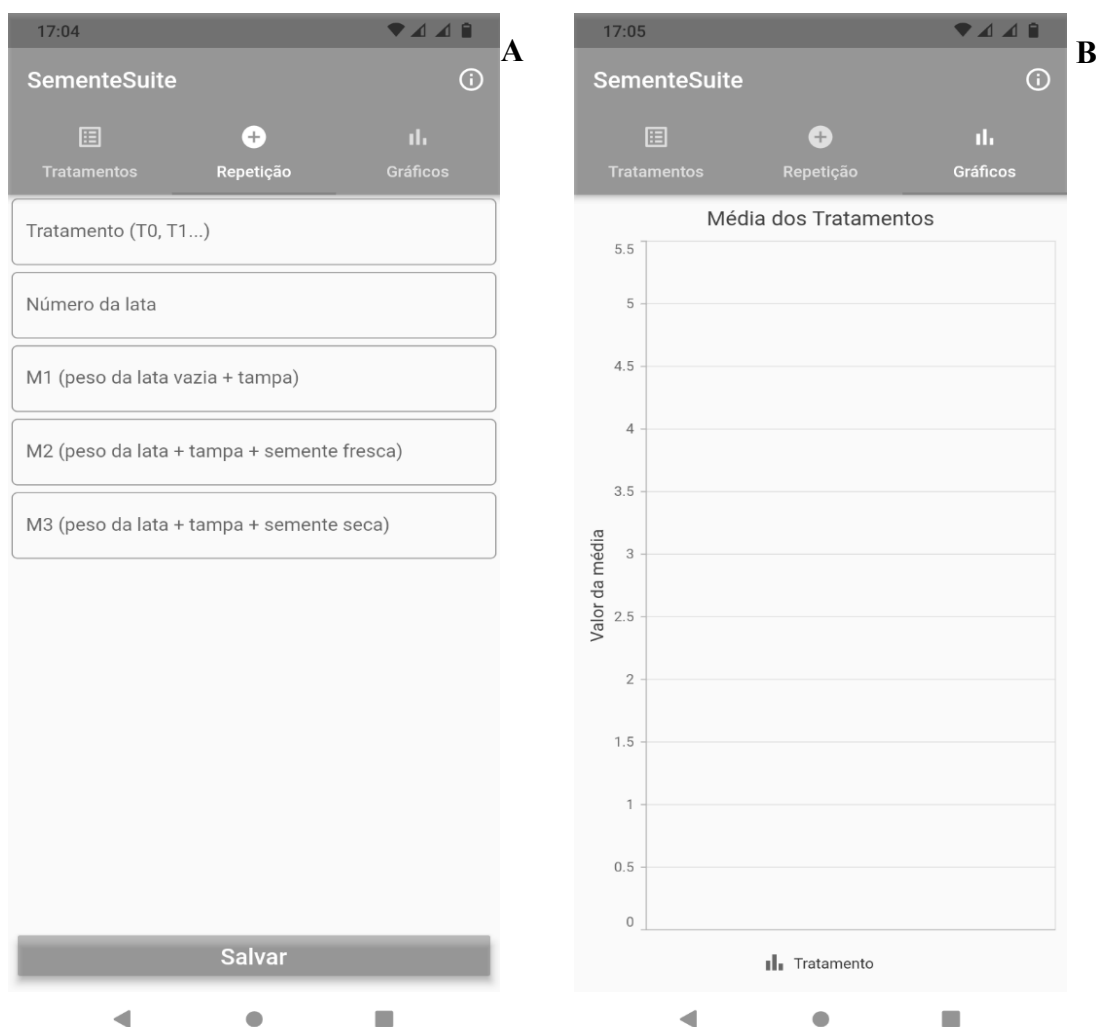 17:04
A
SementeSuite
Tratamentos
Repetição
Gráficos
Tratamento (T0, T1...)
Número da lata
M1 (peso da lata vazia + tampa)
M2 (peso da lata + tampa + semente fresca)
M3 (peso da lata + tampa + semente seca)
Salvar
17:05
B
SementeSuite
Tratamentos
Repetição
Gráficos
Média dos Tratamentos
5.5
5
4.5
4
3.5
3
2.5
2
1.5
1
0.5
0
Valor da média
Tratamento